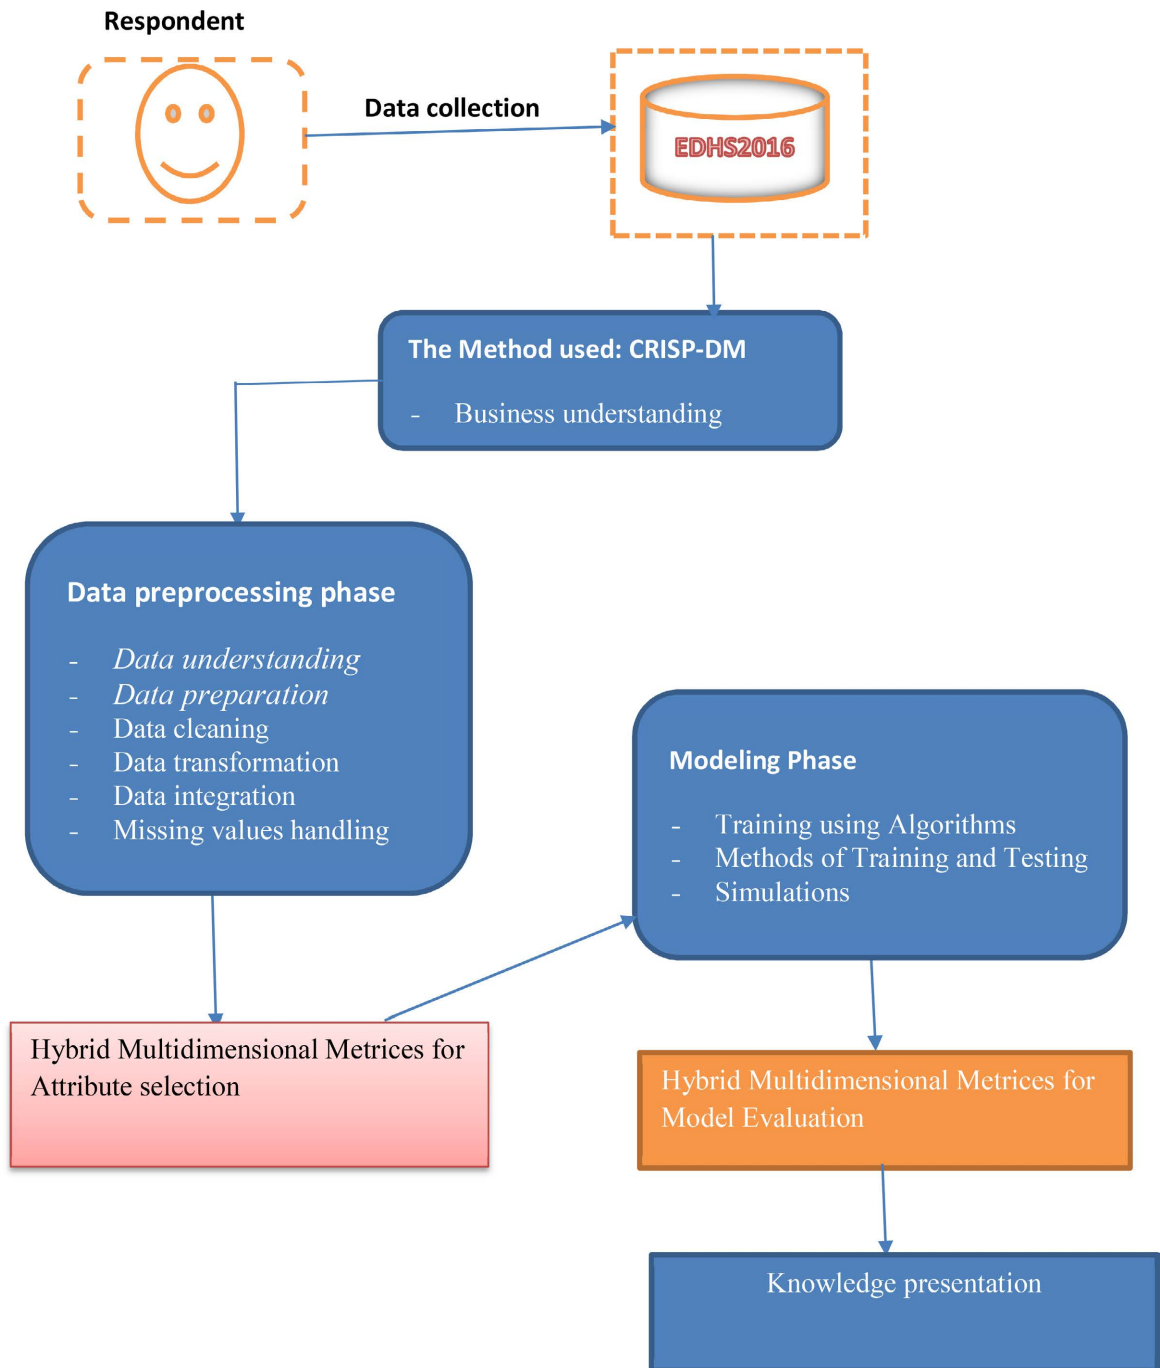 Respondent
Data collection
EDHS2016
The Method used: CRISP-DM
- Business understanding
Data preprocessing phase
- Data understanding
- Data preparation
- Data cleaning
- Data transformation
- Data integration
- Missing values handling
Modeling Phase
- Training using Algorithms
- Methods of Training and Testing
- Simulations
Hybrid Multidimensional Metrices for
Attribute selection
Hybrid Multidimensional Metrices for
Model Evaluation
Knowledge presentation